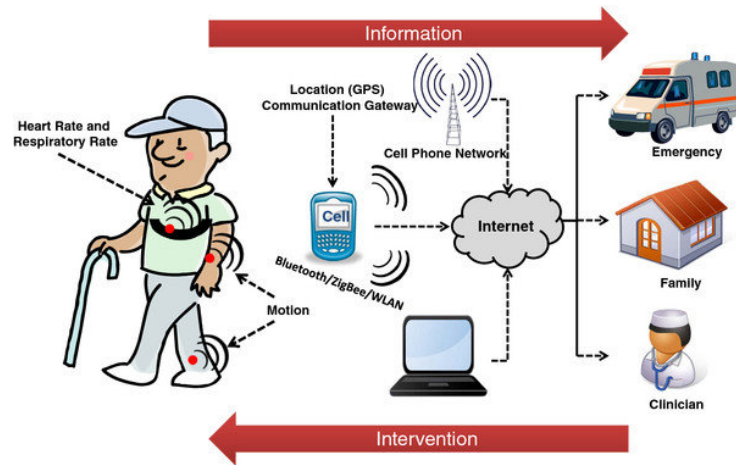 Information
Location (GPS)
Communication Gateway
Heart Rate and
Respiratory Rate
Cell Phone Network
Emergency
Cell
Internet
Bluetooth/ZigBee/WLAN
Family
Motion
Clinician
Intervention